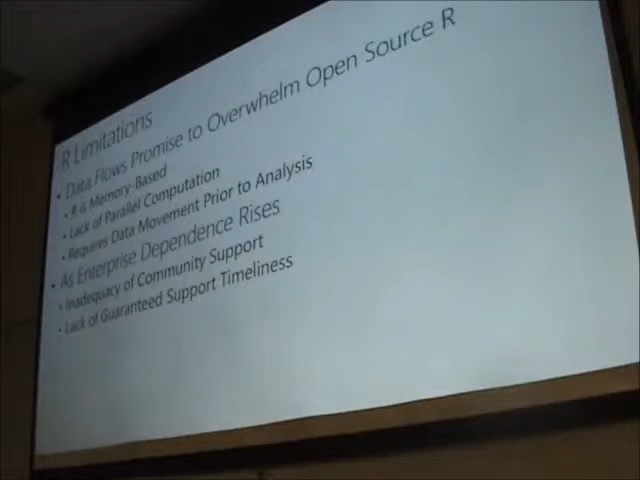 R Limitations
• Data Flows Promise to Overwhelm Open Source R
• R is Memory-Based
• Lack of Parallel Computation
• Requires Data Movement Prior to Analysis
• As Enterprise Dependence Rises
• Inadequacy of Community Support
• Lack of Guaranteed Support Timeliness